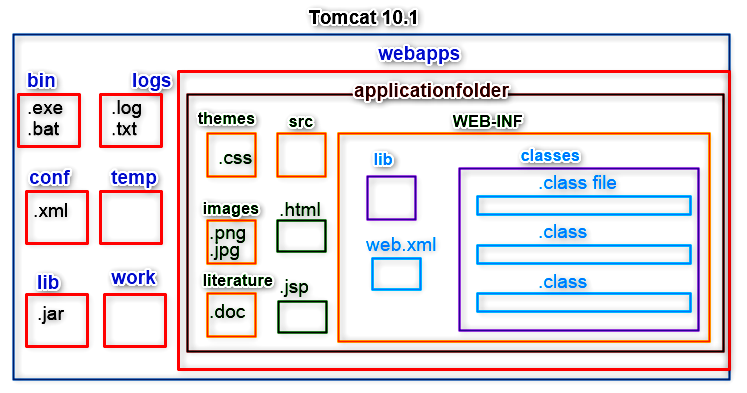 Tomcat 10.1
webapps
bin
logs
.exe
.bat
.log
.txt
conf
temp
.xml
lib
work
.jar
applicationfolder
themes
src
.css
images
.html
.png
.jpg
literature
.jsp
.doc
WEB-INF
lib
web.xml
classes
.class file
.class
.class